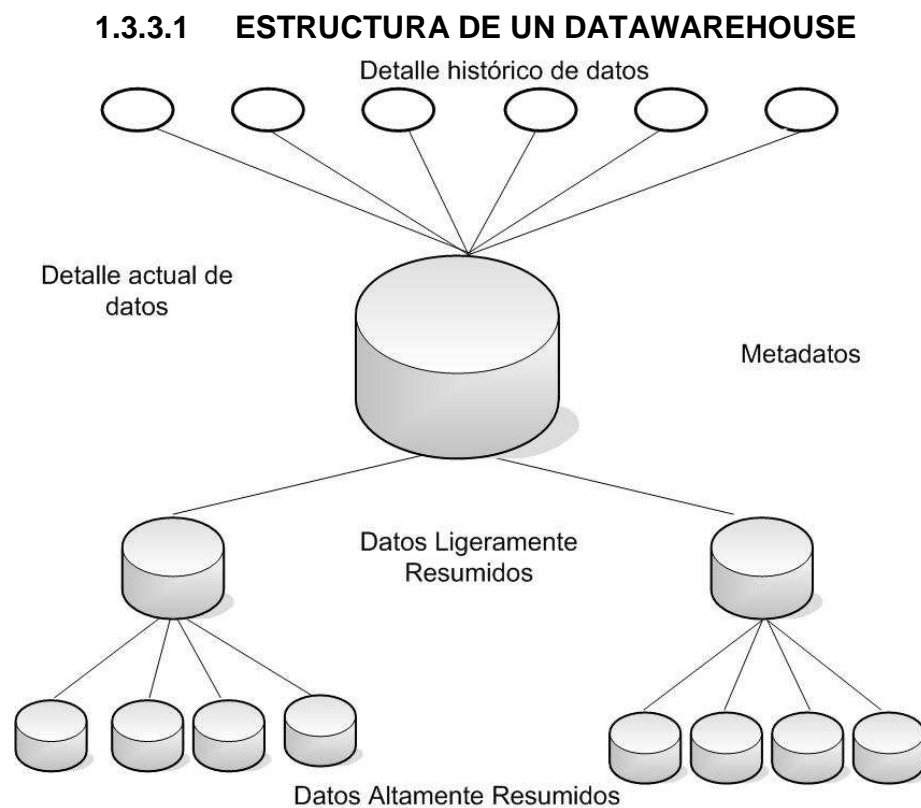 1.3.3.1 ESTRUCTURA DE UN DATAWAREHOUSE
Detalle histórico de datos
Detalle actual de
datos
Metadatos
Datos Ligeramente
Resumidos
Datos Altamente Resumidos